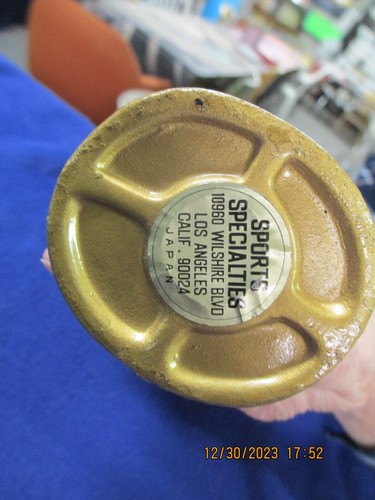 SPORTS
SPECIALTIES
10960 WILSHIRE BLVD
LOS ANGELES
CALIF. 90024
JAPAN
12/30/2023 17:52